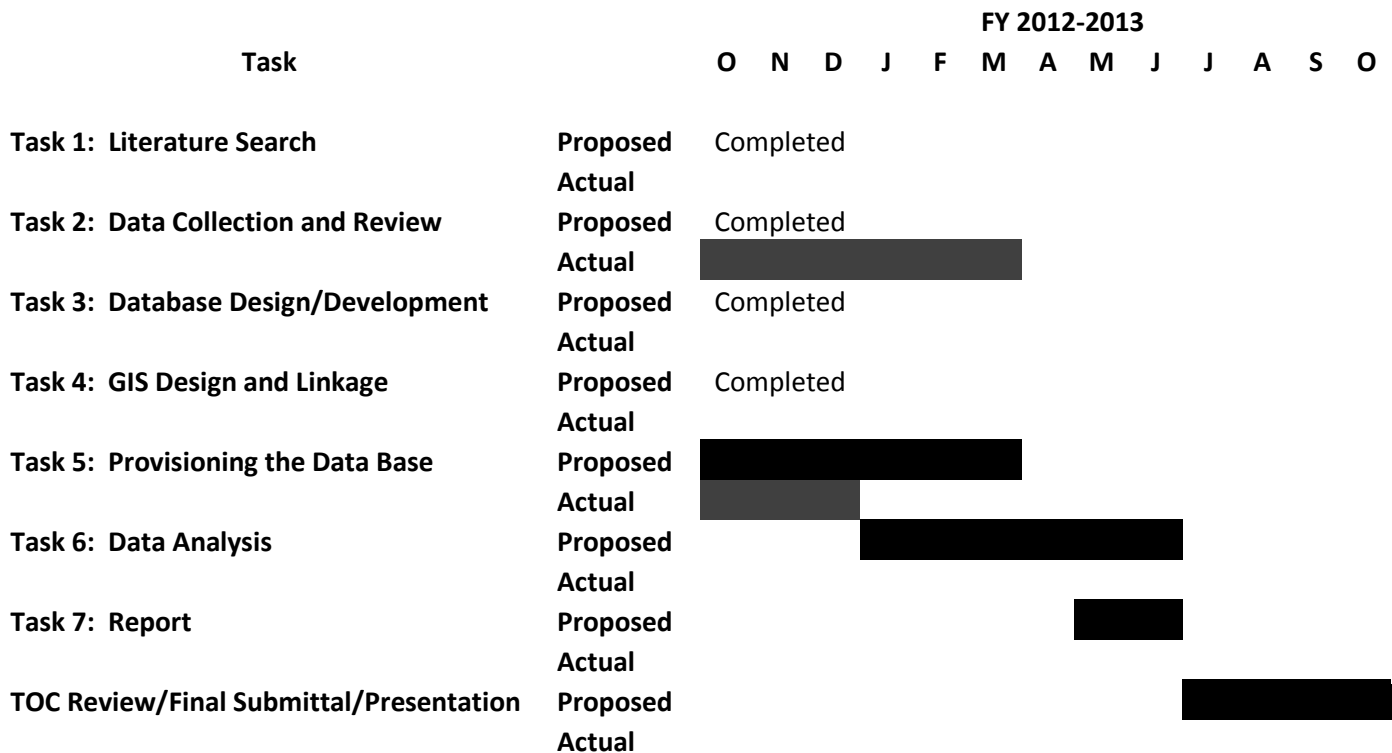 FY 2012-2013
Task O N D J F M A M J J A S O
Task 1: Literature Search Proposed Completed
Actual
Task 2: Data Collection and Review Proposed Completed
Actual
Task 3: Database Design/Development Proposed Completed
Actual
Task 4: GIS Design and Linkage Proposed Completed
Actual
Task 5: Provisioning the Data Base Proposed
Actual
Task 6: Data Analysis Proposed
Actual
Task 7: Report Proposed
Actual
TOC Review/Final Submittal/Presentation Proposed
Actual